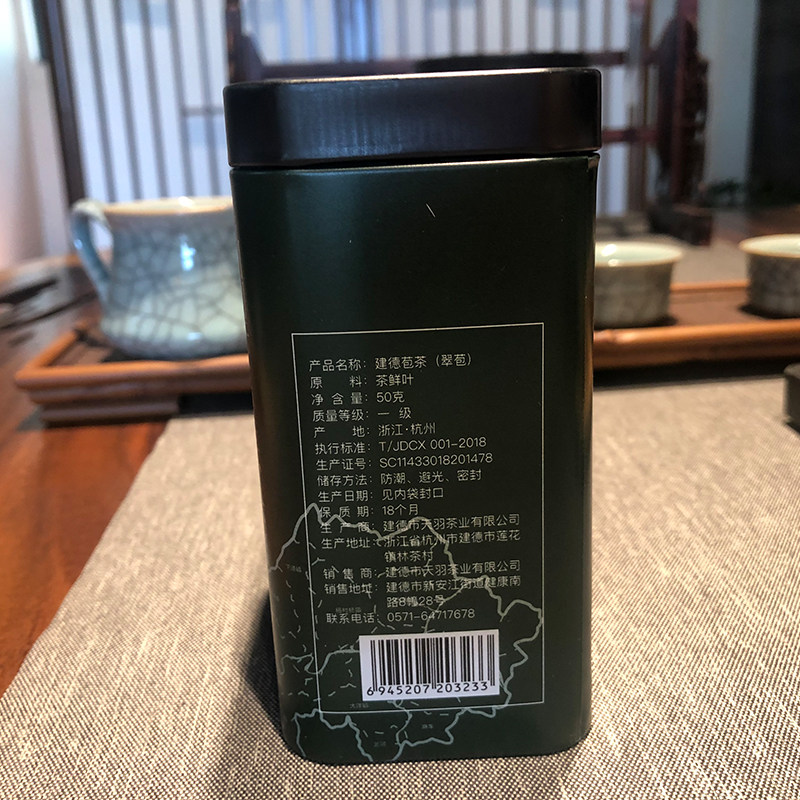 产品名称：建德苞茶（翠苞）
原　　料：茶鲜叶
净 含 量：50克
质量等级：一 级
产　　地：浙江·杭州
执行标准：T/JDCX 001-2018
生产证号：SC11433018201478
储存方法：防潮、避光、密封
生产日期：见内袋封口
保 质 期：18个月
生 产 商：建德市天羽茶业有限公司
生产地址：浙江省杭州市建德市莲花
镇林茶村
销 售 商：建德市天羽茶业有限公司
销售地址：建德市新安江街道健康南
路8幢28号
联系电话：0571-64717678
6 945207 203233
大洋镇